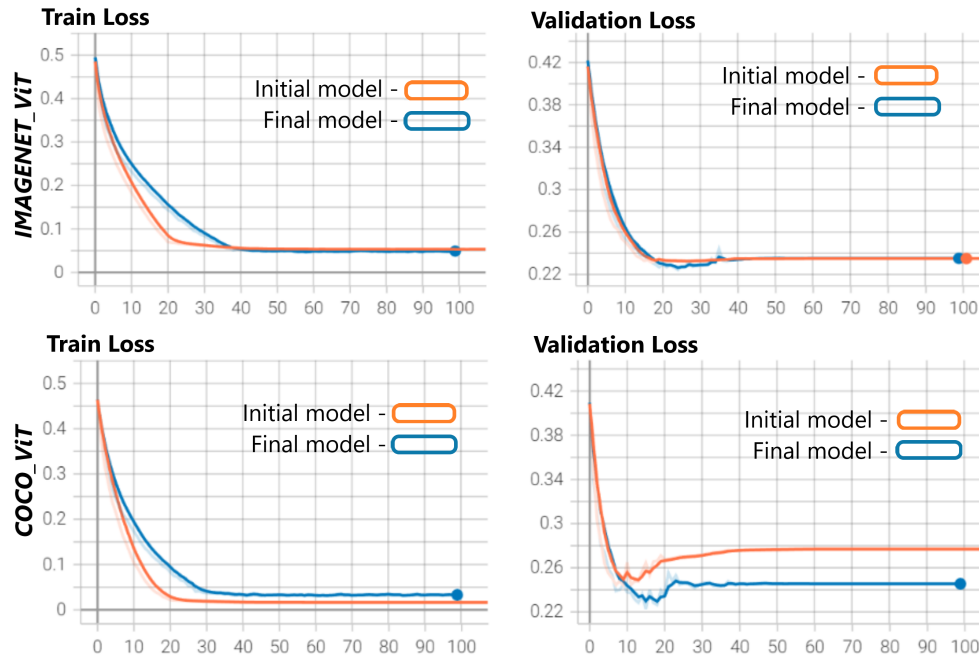 Train Loss
Validation Loss
IMAGENET_ViT
0.5
0.4
0.3
0.2
0.1
0
0 10 20 30 40 50 60 70 80 90 100
Initial model -
Final model -
0.42
0.38
0.34
0.3
0.26
0.22
0 10 20 30 40 50 60 70 80 90 100
Initial model -
Final model -
Train Loss
Validation Loss
COCO_ViT
0.5
0.4
0.3
0.2
0.1
0
0 10 20 30 40 50 60 70 80 90 100
Initial model -
Final model -
0.42
0.38
0.34
0.3
0.26
0.22
0 10 20 30 40 50 60 70 80 90 100
Initial model -
Final model -